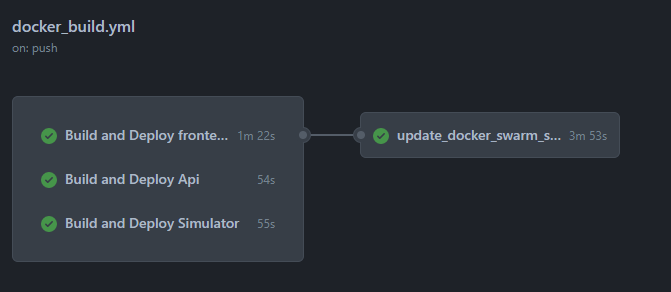 docker_build.yml
on: push
Build and Deploy fronte... 1m 22s
update_docker_swarm_s... 3m 53s
Build and Deploy Api 54s
Build and Deploy Simulator 55s